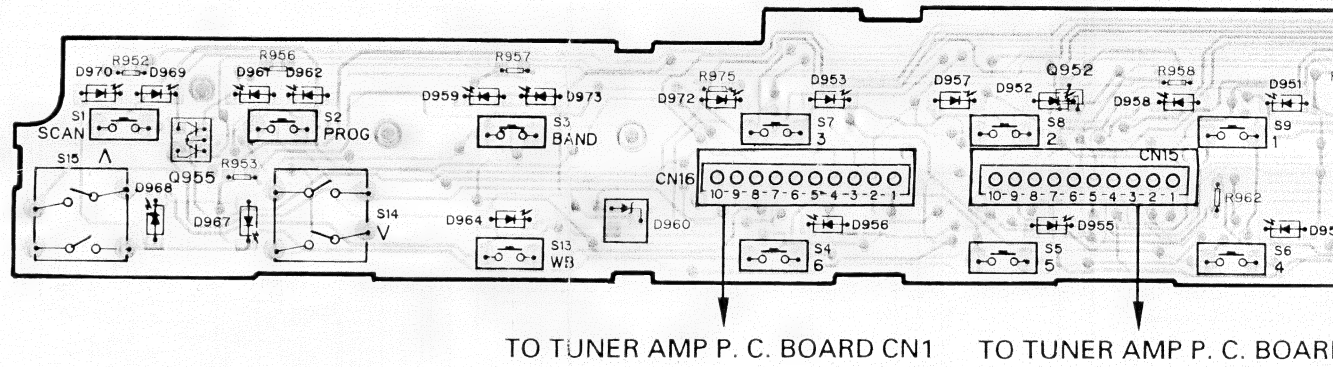 R952
R956
R957
D970
D969
D961
D962
D959
D973
R975
D972
D953
D957
D952
Q952
D958
R958
D951
S1
SCAN
S2
PROG
S3
BAND
S7
3
S8
2
S9
1
S15
Λ
Q955
R953
D968
D967
S14
V
CN16
10-9-8-7-6-5-4-3-2-1
CN15
10-9-8-7-6-5-4-3-2-1
R962
D964
D960
D956
D955
S13
WB
S4
6
S5
5
S6
4
TO TUNER AMP P. C. BOARD CN1
TO TUNER AMP P. C. BOAR